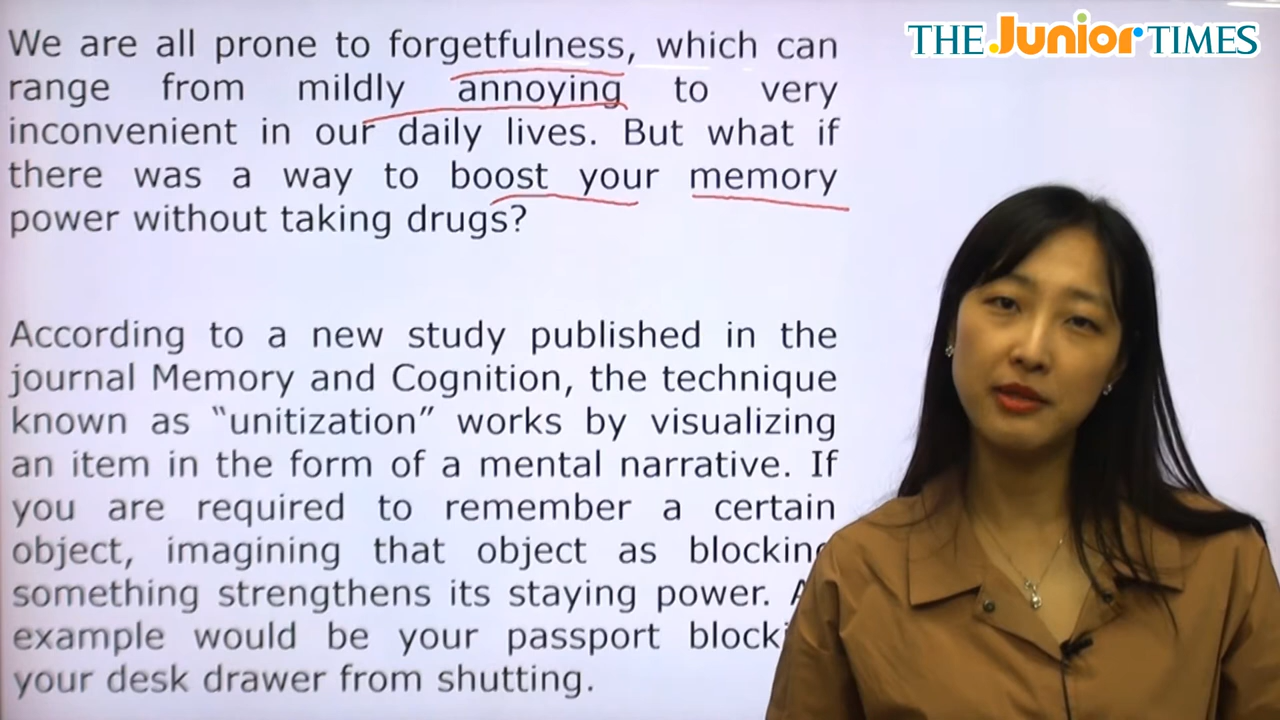 THE Junior TIMES
We are all prone to forgetfulness, which can
range from mildly annoying to very
inconvenient in our daily lives. But what if
there was a way to boost your memory
power without taking drugs?
According to a new study published in the
journal Memory and Cognition, the technique
known as “unitization” works by visualizing
an item in the form of a mental narrative. If
you are required to remember a certain
object, imagining that object as blocking
something strengthens its staying power.
example would be your passport
your desk drawer from shutting.